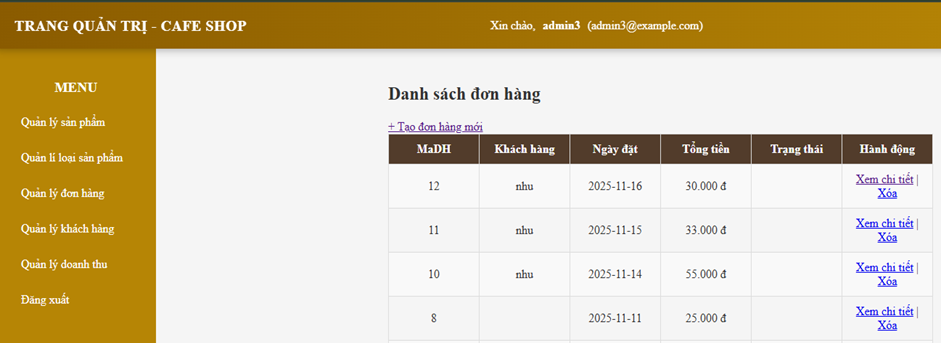 TRANG QUẢN TRỊ - CAFE SHOP
Xin chào, admin3 (admin3@example.com)
MENU
Quản lý sản phẩm
Quản lí loại sản phẩm
Quản lý đơn hàng
Quản lý khách hàng
Quản lý doanh thu
Đăng xuất
Danh sách đơn hàng
+ Tạo đơn hàng mới
MaDH Khách hàng Ngày đặt Tổng tiền Trạng thái Hành động
12 nhu 2025-11-16 30.000 đ Xem chi tiết |
Xóa
11 nhu 2025-11-15 33.000 đ Xem chi tiết |
Xóa
10 nhu 2025-11-14 55.000 đ Xem chi tiết |
Xóa
8 2025-11-11 25.000 đ Xem chi tiết |
Xóa